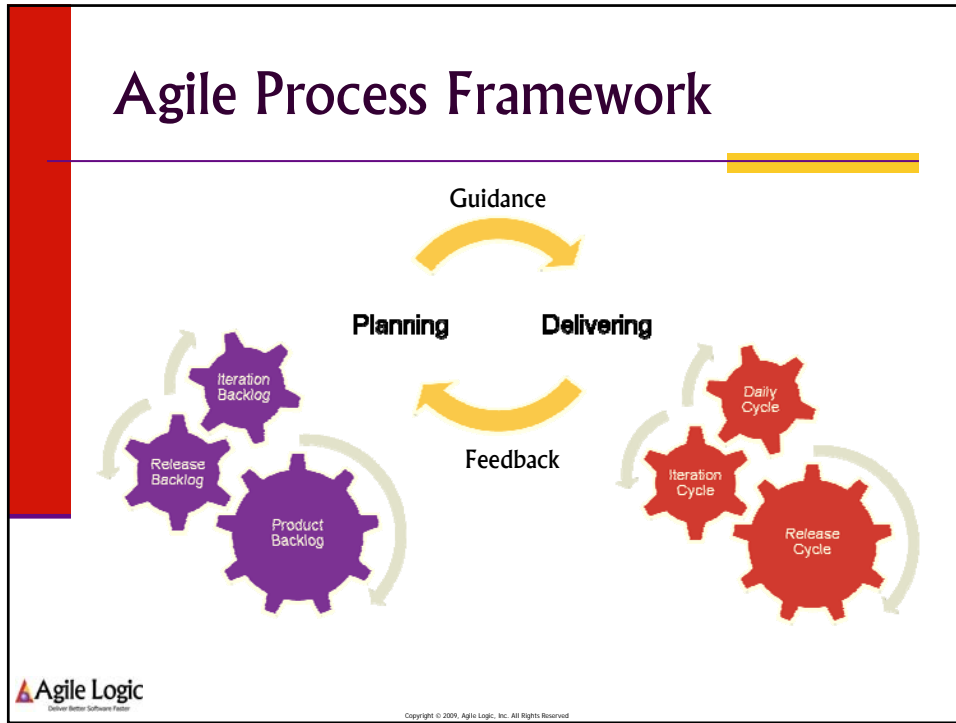 Agile Process Framework
Guidance
Planning
Delivering
Feedback
Iteration
Backlog
Release
Backlog
Product
Backlog
Daily
Cycle
Iteration
Cycle
Release
Cycle
Agile Logic
Deliver Better Software Faster
Copyright © 2009, Agile Logic, Inc. All Rights Reserved